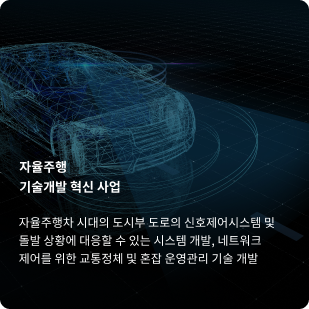 자율주행
기술개발 혁신 사업
자율주행차 시대의 도시부 도로의 신호제어시스템 및
돌발 상황에 대응할 수 있는 시스템 개발, 네트워크
제어를 위한 교통정체 및 혼잡 운영관리 기술 개발